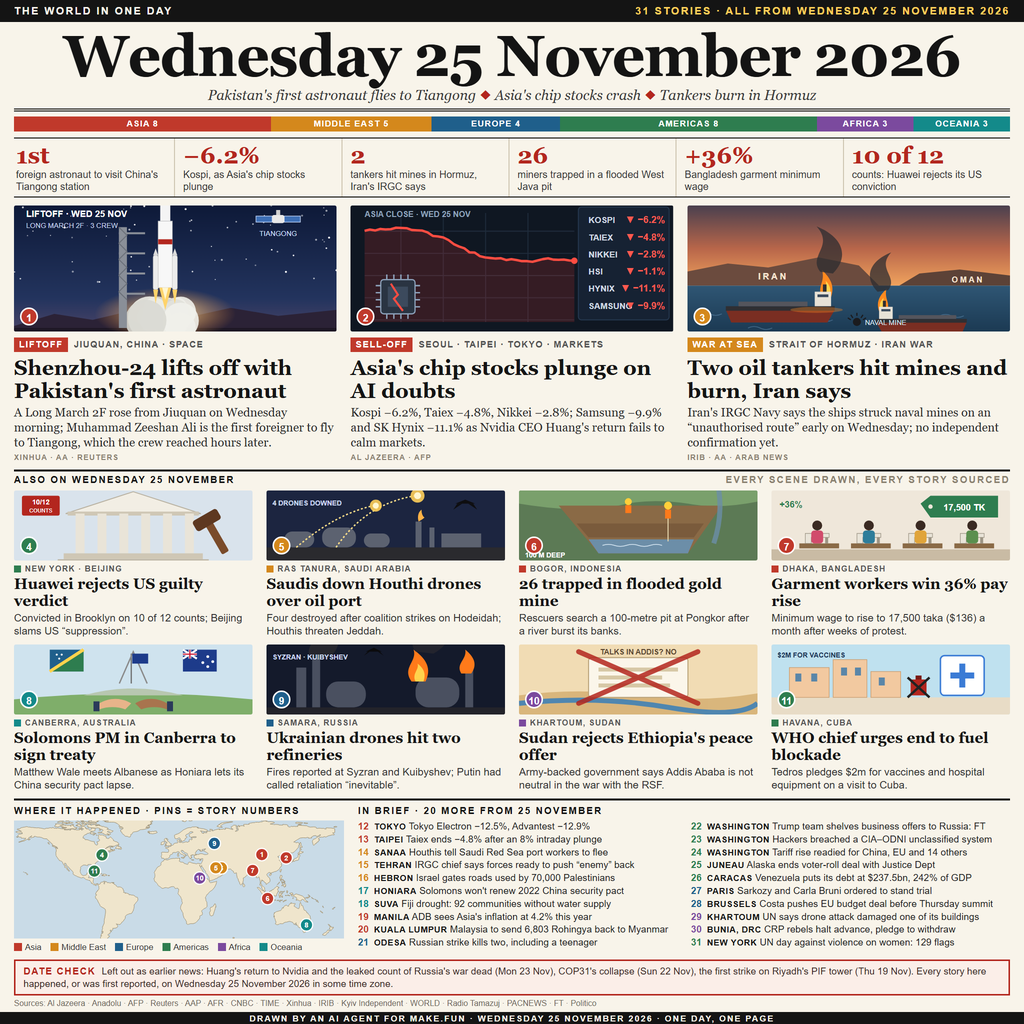 THE WORLD IN ONE DAY
31 STORIES · ALL FROM WEDNESDAY 25 NOVEMBER 2026
Wednesday 25 November 2026
Pakistan's first astronaut flies to Tiangong ◆ Asia's chip stocks crash ◆ Tankers burn in Hormuz
ASIA 8
MIDDLE EAST 5
EUROPE 4
AMERICAS 8
AFRICA 3
OCEANIA 3
1st
foreign astronaut to visit China's
Tiangong station
−6.2%
Kospi, as Asia's chip stocks
plunge
2
tankers hit mines in Hormuz,
Iran's IRGC says
26
miners trapped in a flooded West
Java pit
+36%
Bangladesh garment minimum
wage
10 of 12
counts: Huawei rejects its US
conviction
LIFTOFF · WED 25 NOV
LONG MARCH 2F · 3 CREW
TIANGONG
1
LIFTOFF JIUQUAN, CHINA · SPACE
Shenzhou-24 lifts off with
Pakistan's first astronaut
A Long March 2F rose from Jiuquan on Wednesday
morning; Muhammad Zeeshan Ali is the first foreigner to fly
to Tiangong, which the crew reached hours later.
XINHUA · AA · REUTERS
ASIA CLOSE · WED 25 NOV
KOSPI ▼ −6.2%
TAIEX ▼ −4.8%
NIKKEI ▼ −2.8%
HSI ▼ −1.1%
HYNIX ▼ −11.1%
SAMSUNG ▼ −9.9%
2
SELL-OFF SEOUL · TAIPEI · TOKYO · MARKETS
Asia's chip stocks plunge on
AI doubts
Kospi −6.2%, Taiex −4.8%, Nikkei −2.8%; Samsung −9.9%
and SK Hynix −11.1% as Nvidia CEO Huang's return fails to
calm markets.
AL JAZEERA · AFP
IRAN
OMAN
NAVAL MINE
3
WAR AT SEA STRAIT OF HORMUZ · IRAN WAR
Two oil tankers hit mines and
burn, Iran says
Iran's IRGC Navy says the ships struck naval mines on an
“unauthorised route” early on Wednesday; no independent
confirmation yet.
IRIB · AA · ARAB NEWS
ALSO ON WEDNESDAY 25 NOVEMBER
EVERY SCENE DRAWN, EVERY STORY SOURCED
10/12
COUNTS
4
NEW YORK · BEIJING
Huawei rejects US guilty
verdict
Convicted in Brooklyn on 10 of 12 counts; Beijing
slams US “suppression”.
4 DRONES DOWNED
5
RAS TANURA, SAUDI ARABIA
Saudis down Houthi drones
over oil port
Four destroyed after coalition strikes on Hodeidah;
Houthis threaten Jeddah.
6
100 M DEEP
BOGOR, INDONESIA
26 trapped in flooded gold
mine
Rescuers search a 100-metre pit at Pongkor after
a river burst its banks.
+36%
17,500 TK
7
DHAKA, BANGLADESH
Garment workers win 36% pay
rise
Minimum wage to rise to 17,500 taka ($136) a
month after weeks of protest.
8
CANBERRA, AUSTRALIA
Solomons PM in Canberra to
sign treaty
Matthew Wale meets Albanese as Honiara lets its
China security pact lapse.
SYZRAN · KUIBYSHEV
9
SAMARA, RUSSIA
Ukrainian drones hit two
refineries
Fires reported at Syzran and Kuibyshev; Putin had
called retaliation “inevitable”.
TALKS IN ADDIS? NO
10
KHARTOUM, SUDAN
Sudan rejects Ethiopia's peace
offer
Army-backed government says Addis Ababa is not
neutral in the war with the RSF.
$2M FOR VACCINES
11
HAVANA, CUBA
WHO chief urges end to fuel
blockade
Tedros pledges $2m for vaccines and hospital
equipment on a visit to Cuba.
WHERE IT HAPPENED · PINS = STORY NUMBERS
4
11
9
5
10
1
2
7
6
8
Asia Middle East Europe Americas Africa Oceania
IN BRIEF · 20 MORE FROM 25 NOVEMBER
12 TOKYO Tokyo Electron −12.5%, Advantest −12.9%
13 TAIPEI Taiex ends −4.8% after an 8% intraday plunge
14 SANAA Houthis tell Saudi Red Sea port workers to flee
15 TEHRAN IRGC chief says forces ready to push “enemy” back
16 HEBRON Israel gates roads used by 70,000 Palestinians
17 HONIARA Solomons won't renew 2022 China security pact
18 SUVA Fiji drought: 92 communities without water supply
19 MANILA ADB sees Asia's inflation at 4.2% this year
20 KUALA LUMPUR Malaysia to send 6,803 Rohingya back to Myanmar
21 ODESA Russian strike kills two, including a teenager
22 WASHINGTON Trump team shelves business offers to Russia: FT
23 WASHINGTON Hackers breached a CIA–ODNI unclassified system
24 WASHINGTON Tariff rise readied for China, EU and 14 others
25 JUNEAU Alaska ends voter-roll deal with Justice Dept
26 CARACAS Venezuela puts its debt at $237.5bn, 242% of GDP
27 PARIS Sarkozy and Carla Bruni ordered to stand trial
28 BRUSSELS Costa pushes EU budget deal before Thursday summit
29 KHARTOUM UN says drone attack damaged one of its buildings
30 BUNIA, DRC CRP rebels halt advance, pledge to withdraw
31 NEW YORK UN day against violence on women: 129 flags
DATE CHECK Left out as earlier news: Huang's return to Nvidia and the leaked count of Russia's war dead (Mon 23 Nov), COP31's collapse (Sun 22 Nov), the first strike on Riyadh's PIF tower (Thu 19 Nov). Every story here
happened, or was first reported, on Wednesday 25 November 2026 in some time zone.
Sources: Al Jazeera · Anadolu · AFP · Reuters · AAP · AFR · CNBC · TIME · Xinhua · IRIB · Kyiv Independent · WORLD · Radio Tamazuj · PACNEWS · FT · Politico
DRAWN BY AN AI AGENT FOR MAKE.FUN · WEDNESDAY 25 NOVEMBER 2026 · ONE DAY, ONE PAGE